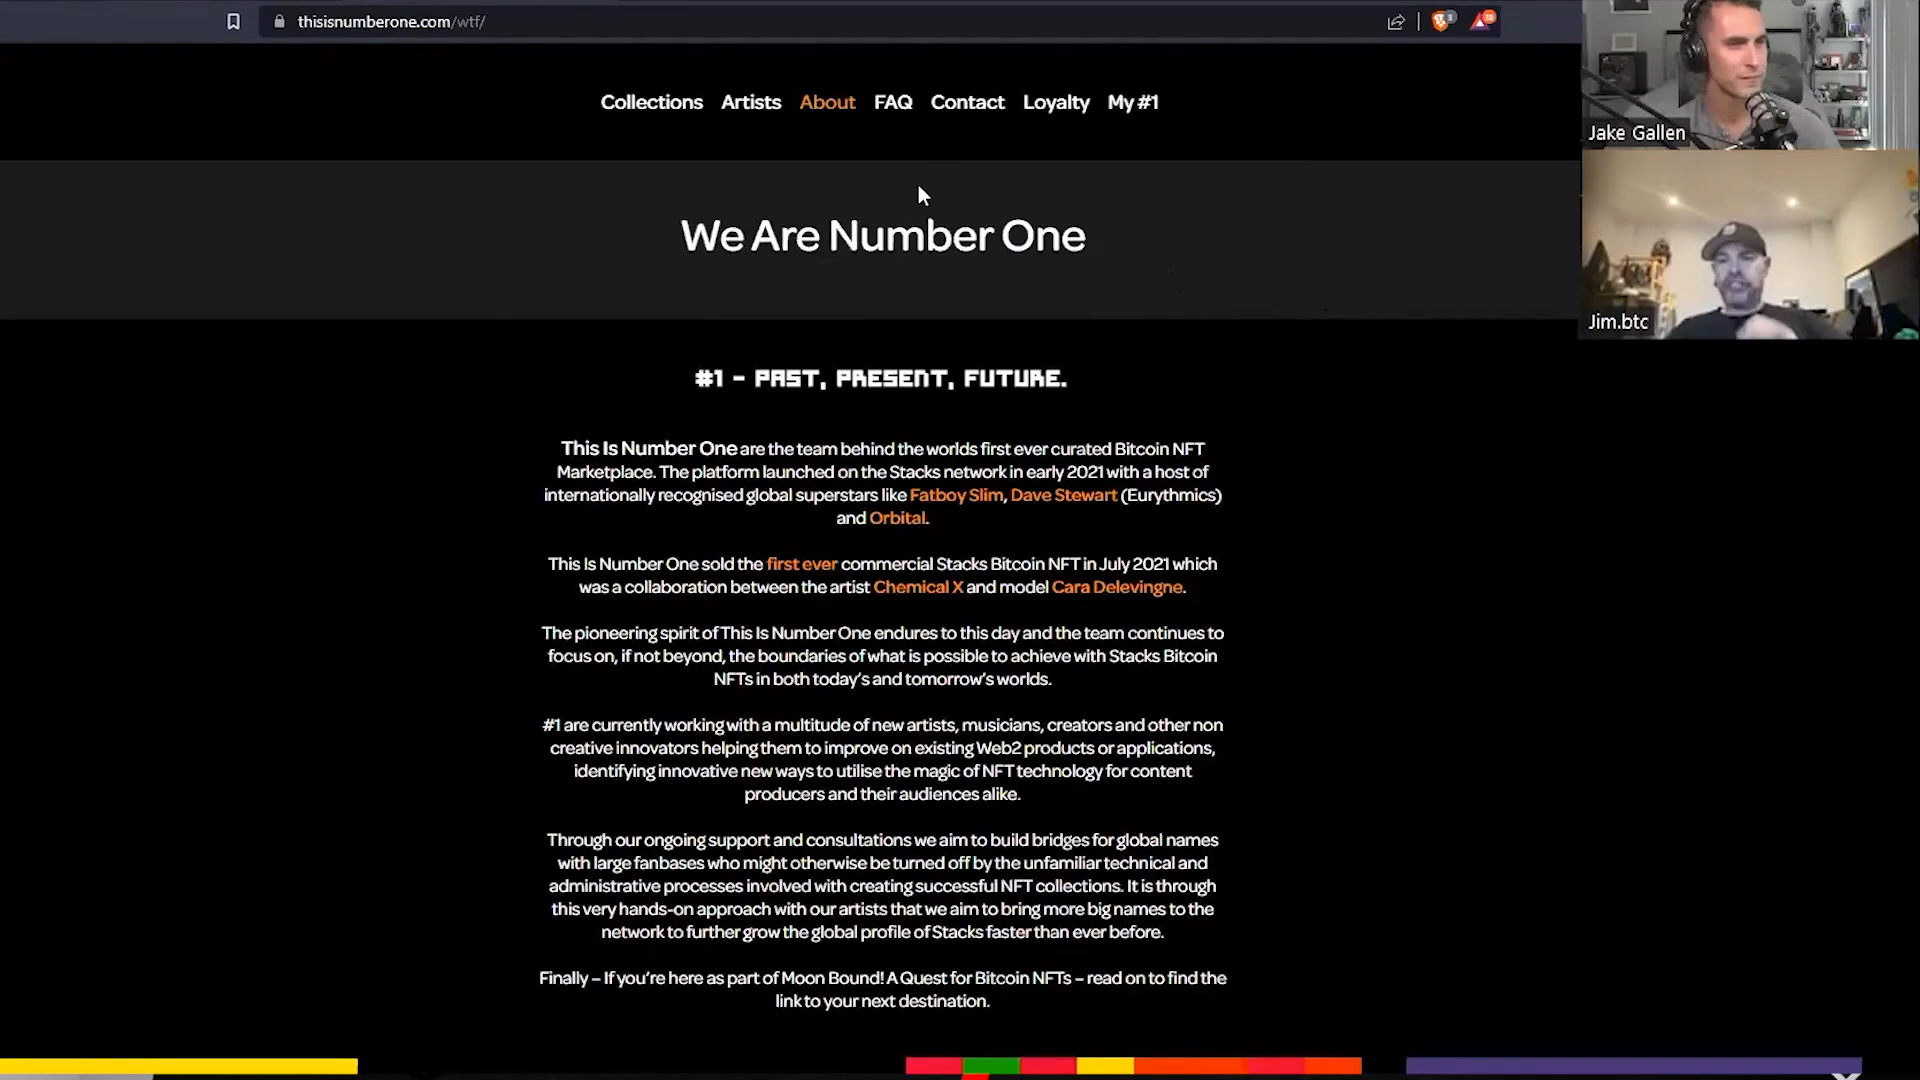 thisisnumberone.com/wtf/
Collections Artists About FAQ Contact Loyalty My #1
Jake Gallen
We Are Number One
Jim.btc
#1 - PAST, PRESENT, FUTURE.
This Is Number One are the team behind the worlds first ever curated Bitcoin NFT
Marketplace. The platform launched on the Stacks network in early 2021 with a host of
internationally recognised global superstars like Fatboy Slim, Dave Stewart (Eurythmics)
and Orbital.
This Is Number One sold the first ever commercial Stacks Bitcoin NFT in July 2021 which
was a collaboration between the artist Chemical X and model Cara Delevingne.
The pioneering spirit of This Is Number One endures to this day and the team continues to
focus on, if not beyond, the boundaries of what is possible to achieve with Stacks Bitcoin
NFTs in both today's and tomorrow's worlds.
#1 are currently working with a multitude of new artists, musicians, creators and other non
creative innovators helping them to improve on existing Web2 products or applications,
identifying innovative new ways to utilise the magic of NFT technology for content
producers and their audiences alike.
Through our ongoing support and consultations we aim to build bridges for global names
with large fanbases who might otherwise be turned off by the unfamiliar technical and
administrative processes involved with creating successful NFT collections. It is through
this very hands-on approach with our artists that we aim to bring more big names to the
network to further grow the global profile of Stacks faster than ever before.
Finally – If you're here as part of Moon Bound! A Quest for Bitcoin NFTs – read on to find the
link to your next destination.